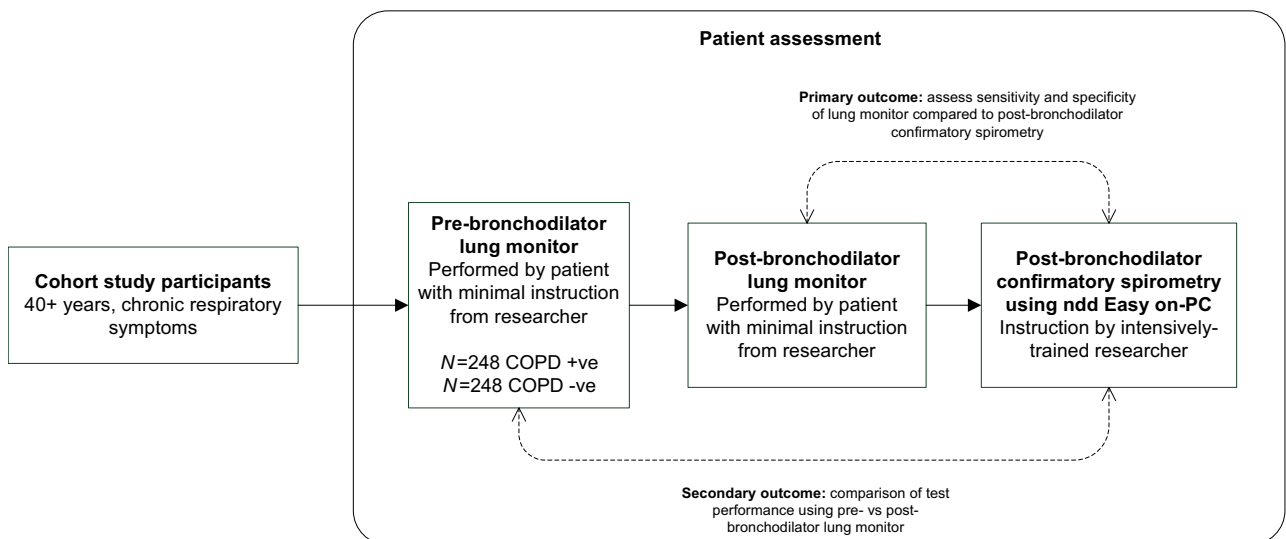 Patient assessment
Primary outcome: assess sensitivity and specificity
of lung monitor compared to post-bronchodilator
confirmatory spirometry
Cohort study participants
40+ years, chronic respiratory
symptoms
Pre-bronchodilator
lung monitor
Performed by patient
with minimal instruction
from researcher
N=248 COPD +ve
N=248 COPD -ve
Post-bronchodilator
lung monitor
Performed by patient
with minimal instruction
from researcher
Post-bronchodilator
confirmatory spirometry
using ndd Easy on-PC
Instruction by intensively-
trained researcher
Secondary outcome: comparison of test
performance using pre- vs post-
bronchodilator lung monitor